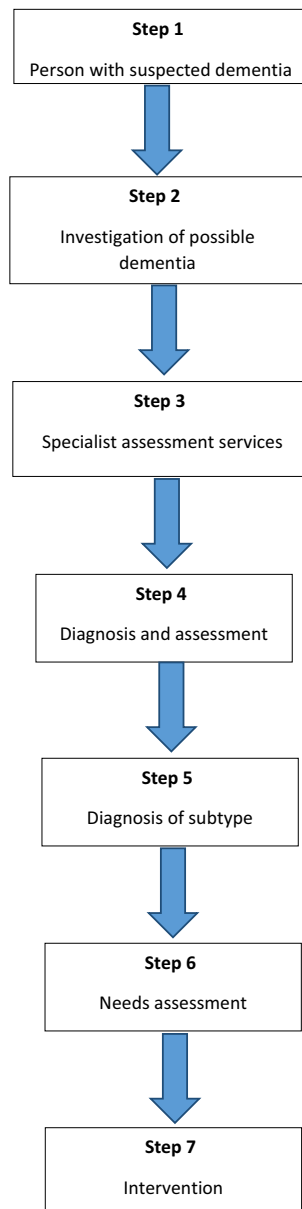 Step 1
Person with suspected dementia
Step 2
Investigation of possible
dementia
Step 3
Specialist assessment services
Step 4
Diagnosis and assessment
Step 5
Diagnosis of subtype
Step 6
Needs assessment
Step 7
Intervention